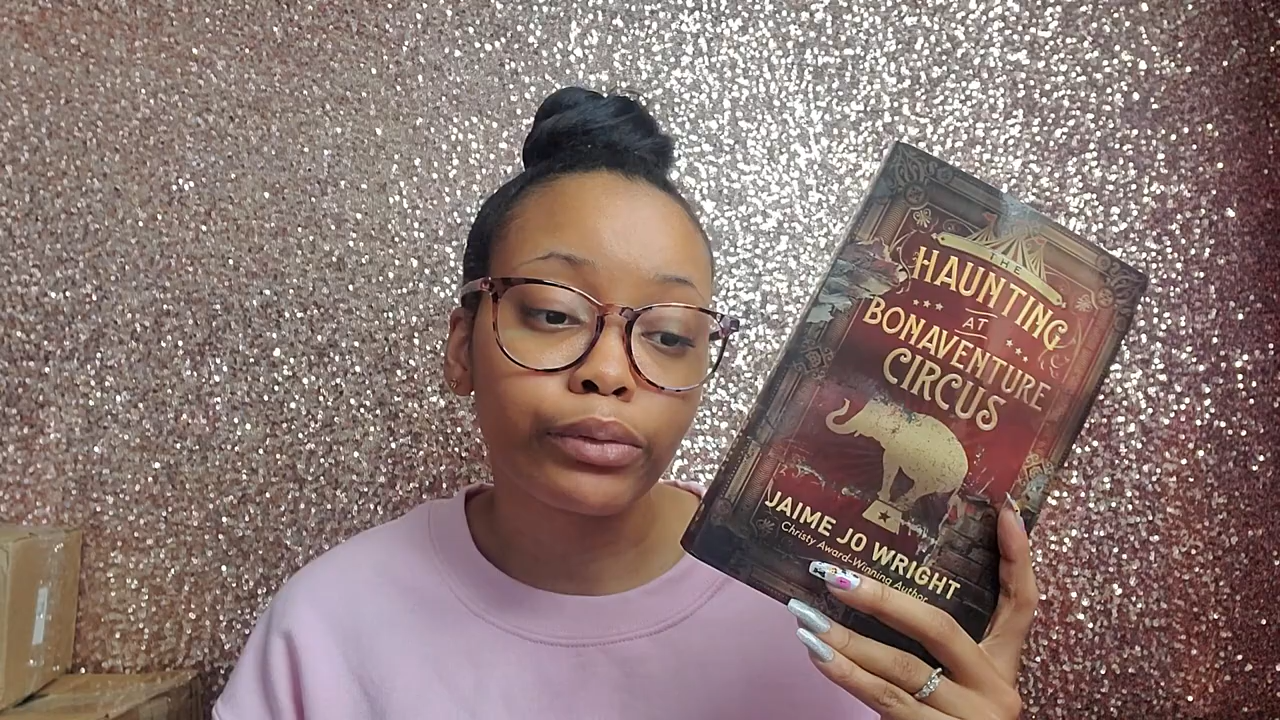 THE
HAUNTING
AT
BONAVENTURE
CIRCUS
JAIME JO WRIGHT
Christy Award-Winning Author